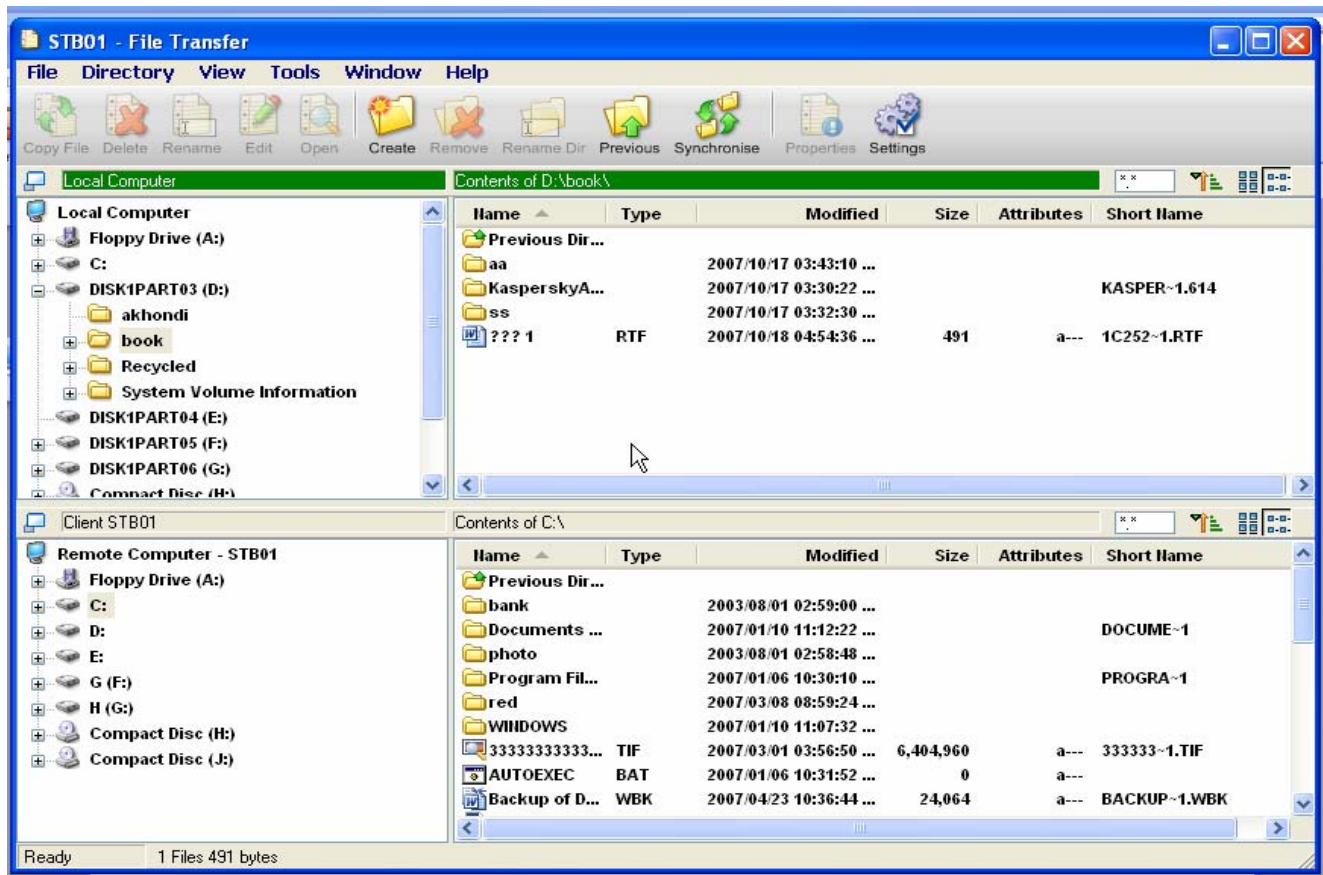 STB01 - File Transfer
File Directory View Tools Window Help
Copy File Delete Rename Edit Open Create Remove Rename Dir Previous Synchronise Properties Settings
Local Computer
Contents of D:\book\
*.*
Local Computer
Floppy Drive (A:)
C:
DISK1PART03 (D:)
akhondi
book
Recycled
System Volume Information
DISK1PART04 (E:)
DISK1PART05 (F:)
DISK1PART06 (G:)
Compact Disc (H:)
Name Type Modified Size Attributes Short Name
Previous Dir...
aa 2007/10/17 03:43:10 ...
KasperskyA... 2007/10/17 03:30:22 ... KASPER~1.614
ss 2007/10/17 03:32:30 ...
??? 1 RTF 2007/10/18 04:54:36 ... 491 a--- 1C252~1.RTF
Client STB01
Contents of C:\
*.*
Remote Computer - STB01
Floppy Drive (A:)
C:
D:
E:
G (F:)
H (G:)
Compact Disc (H:)
Compact Disc (J:)
Name Type Modified Size Attributes Short Name
Previous Dir...
bank 2003/08/01 02:59:00 ...
Documents ... 2007/01/10 11:12:22 ... DOCUME~1
photo 2003/08/01 02:58:48 ...
Program Fil... 2007/01/06 10:30:10 ... PROGRA~1
red 2007/03/08 08:59:24 ...
WINDOWS 2007/01/10 11:07:32 ...
33333333333... TIF 2007/03/01 03:56:50 ... 6,404,960 a--- 333333~1.TIF
AUTOEXEC BAT 2007/01/06 10:31:52 ... 0 a---
Backup of D... WBK 2007/04/23 10:36:44 ... 24,064 a--- BACKUP~1.WBK
Ready 1 Files 491 bytes